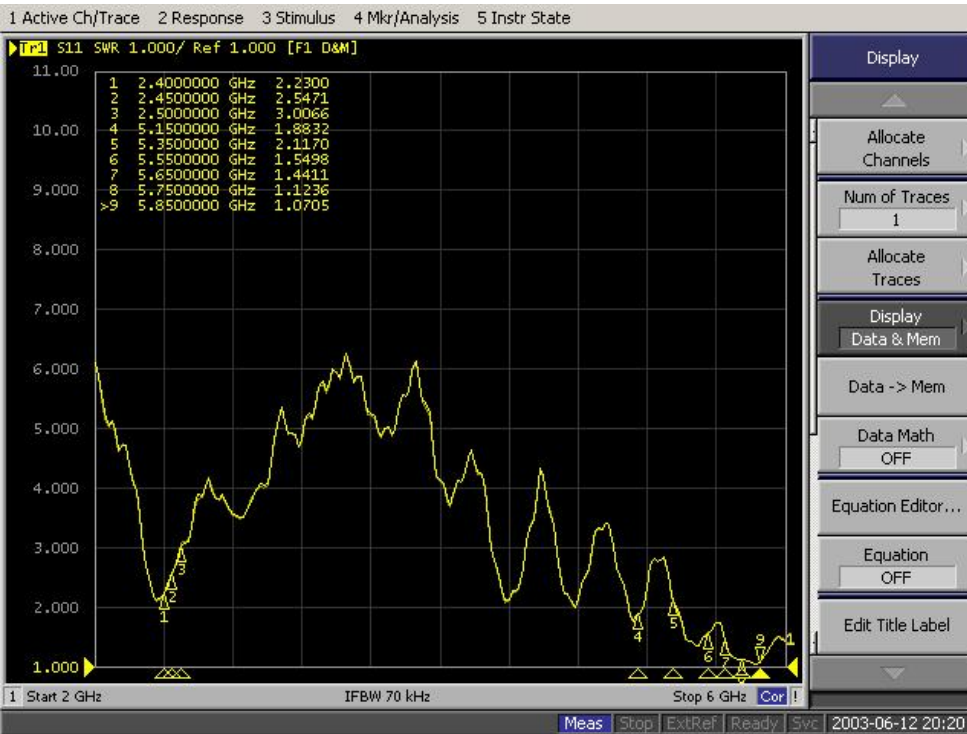 1 Active Ch/Trace 2 Response 3 Stimulus 4 Mkr/Analysis 5 Instr State
Tr1 S11 SWR 1.000/ Ref 1.000 [F1 D&M]
11.00
10.00
9.000
8.000
7.000
6.000
5.000
4.000
3.000
2.000
1.000
1 2.4000000 GHz 2.2300
2 2.4500000 GHz 2.5471
3 2.5000000 GHz 3.0066
4 5.1500000 GHz 1.8832
5 5.3500000 GHz 2.1170
6 5.5500000 GHz 1.5498
7 5.6500000 GHz 1.4411
8 5.7500000 GHz 1.1236
>9 5.8500000 GHz 1.0705
1
2
3
4
5
6
7
9
1
1 Start 2 GHz IFBW 70 kHz Stop 6 GHz Cor !
Meas Stop ExtRef Ready Svc 2003-06-12 20:20
Display
Allocate
Channels
Num of Traces
1
Allocate
Traces
Display
Data & Mem
Data -> Mem
Data Math
OFF
Equation Editor...
Equation
OFF
Edit Title Label